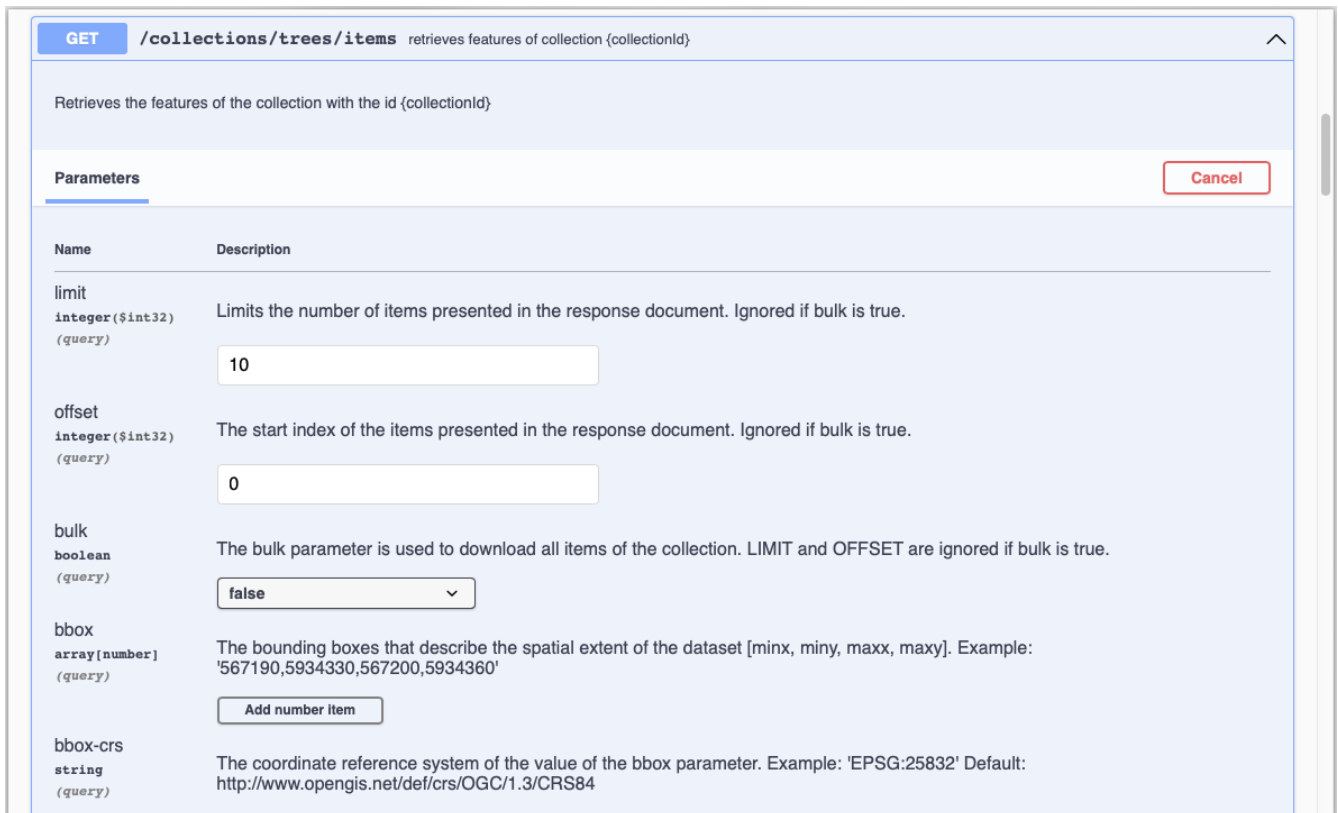 GET /collections/trees/items retrieves features of collection {collectionId}
Retrieves the features of the collection with the id {collectionId}
Parameters
Cancel
Name Description
limit
integer($int32)
(query)
Limits the number of items presented in the response document. Ignored if bulk is true.
10
offset
integer($int32)
(query)
The start index of the items presented in the response document. Ignored if bulk is true.
0
bulk
boolean
(query)
The bulk parameter is used to download all items of the collection. LIMIT and OFFSET are ignored if bulk is true.
false
bbox
array[number]
(query)
The bounding boxes that describe the spatial extent of the dataset [minx, miny, maxx, maxy]. Example:
'567190,5934330,567200,5934360'
Add number item
bbox-crs
string
(query)
The coordinate reference system of the value of the bbox parameter. Example: 'EPSG:25832' Default:
http://www.opengis.net/def/crs/OGC/1.3/CRS84